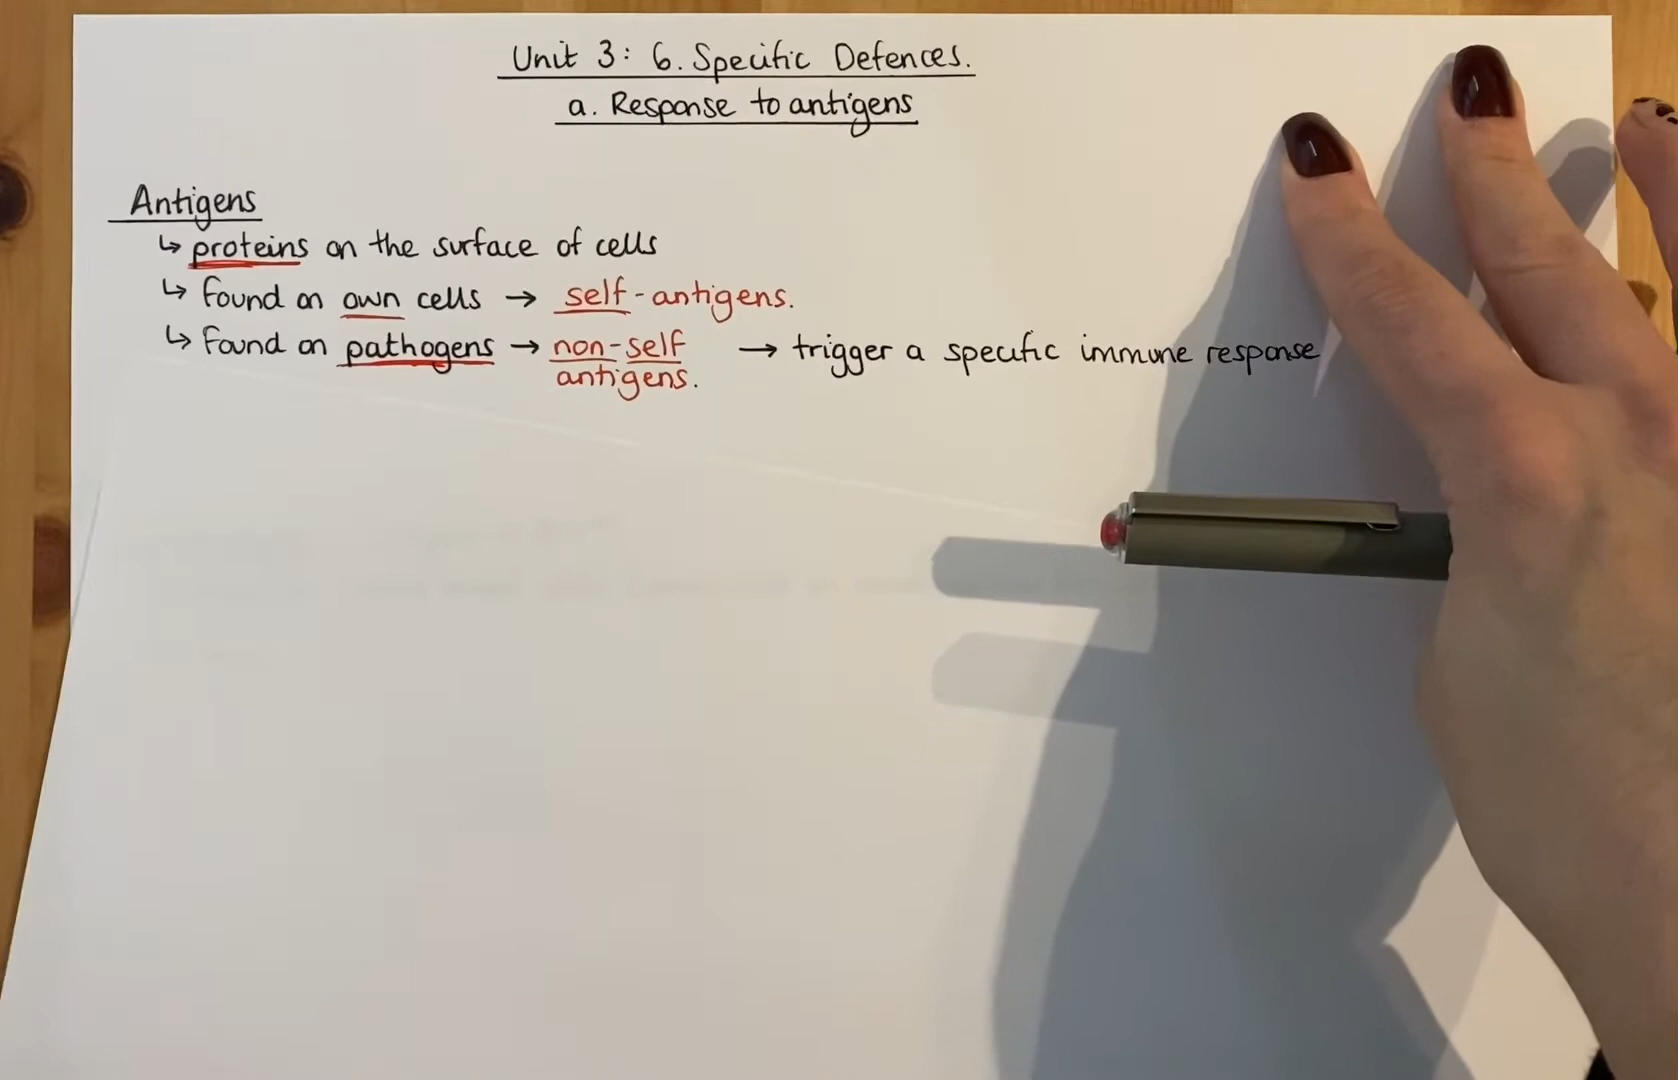 Unit 3: 6. Specific Defences.
a. Response to antigens
Antigens
↳ proteins on the surface of cells
↳ found on own cells → self-antigens.
↳ found on pathogens → non-self → trigger a specific immune response
antigens.